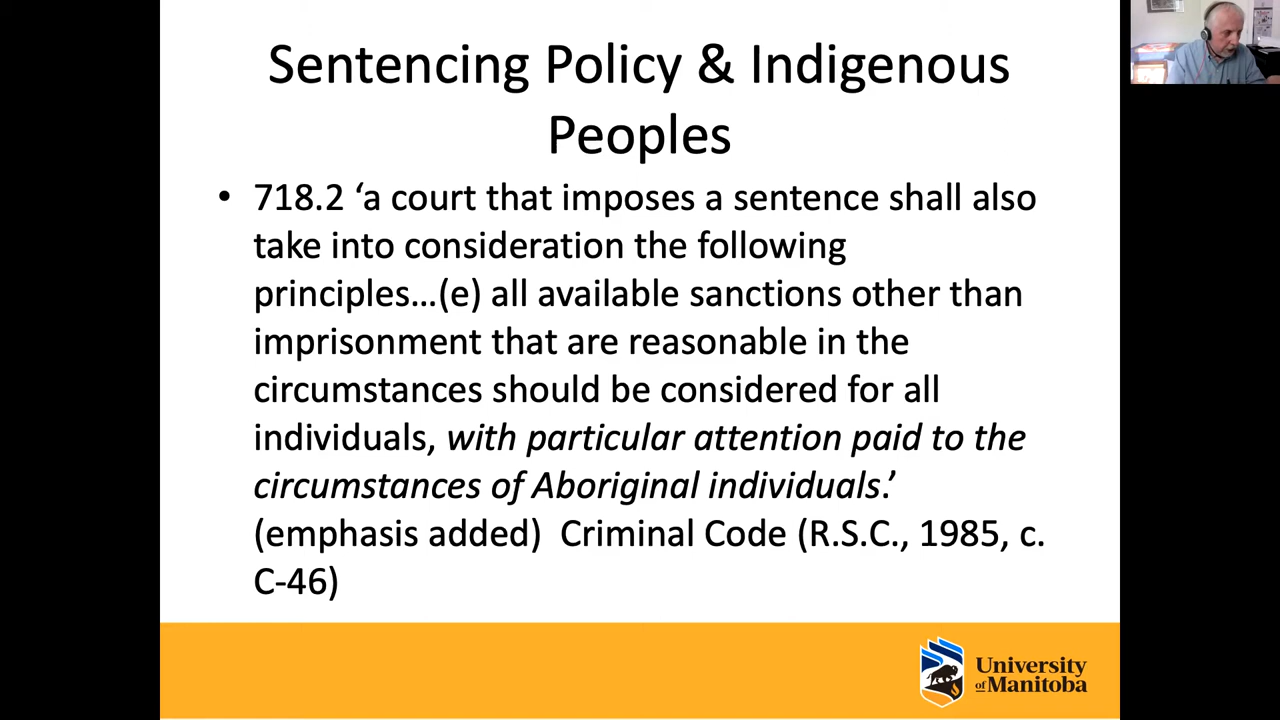 Sentencing Policy & Indigenous
Peoples
• 718.2 ‘a court that imposes a sentence shall also
take into consideration the following
principles…(e) all available sanctions other than
imprisonment that are reasonable in the
circumstances should be considered for all
individuals, with particular attention paid to the
circumstances of Aboriginal individuals.’
(emphasis added)  Criminal Code (R.S.C., 1985, c.
C-46)
University
of Manitoba